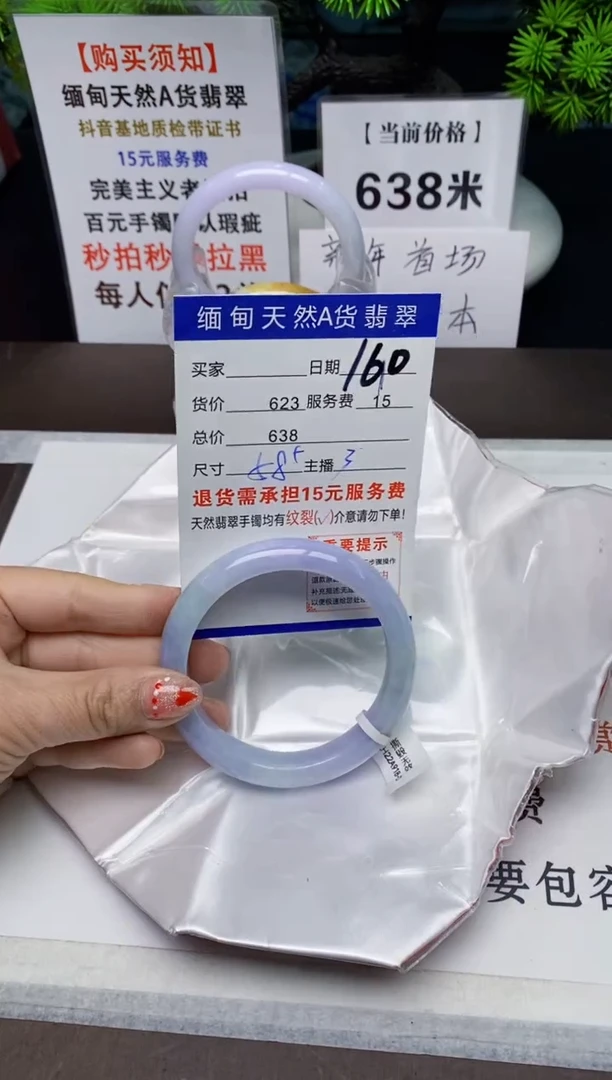 【购买须知】
缅甸天然A货翡翠
抖音基地质检带证书
15元服务费
完美主义者
百元手镯 认瑕疵
秒拍秒 拉黑
每人
【当前价格】
638米
新年首场
本
缅甸天然A货翡翠
买家 日期 160
货价 623 服务费 15
总价 638
尺寸 58+ 主播 3
退货需承担15元服务费
天然翡翠手镯均有纹裂(√)介意请勿下单!
重要提示
要包容